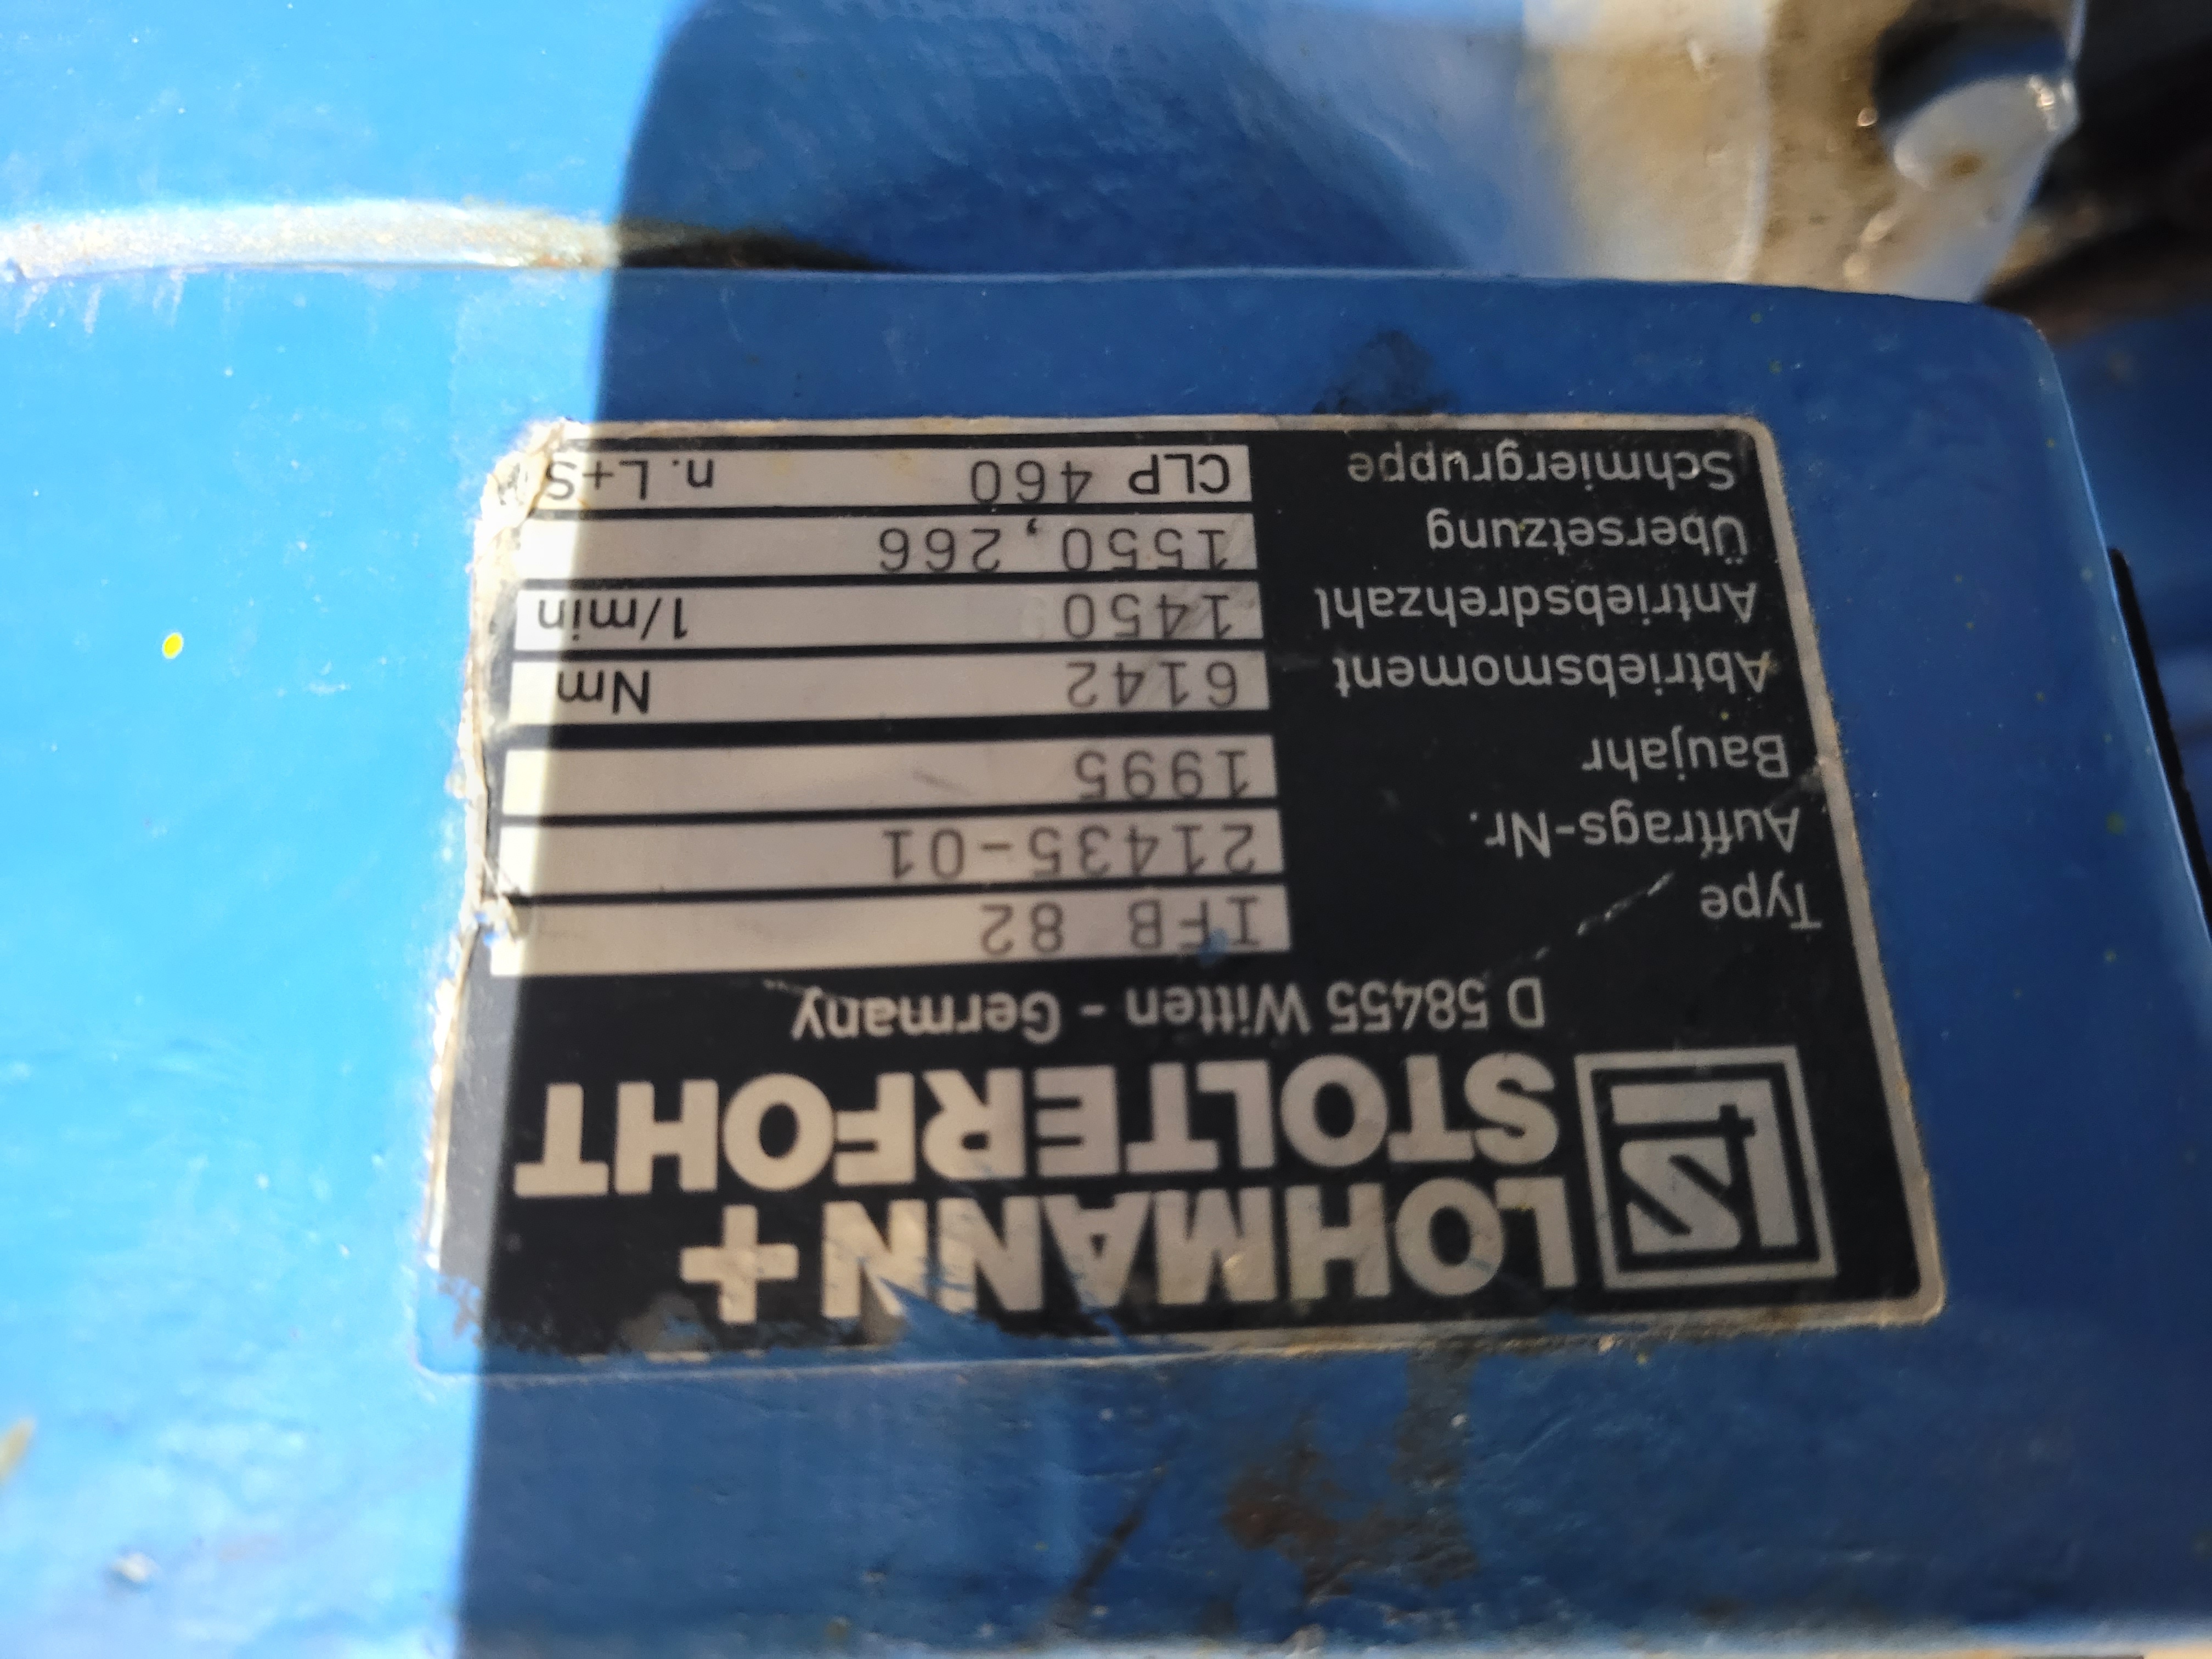 LS
LOHMANN +
STOLTERFOHT
D 58455 Witten - Germany
Type IFB 82
Auftrags-Nr. 21435-01
Baujahr 1995
Abtriebsmoment 6142 Nm
Antriebsdrehzahl 1450 1/min
Übersetzung 1550,266
Schmiergruppe CLP 460 n. L+S